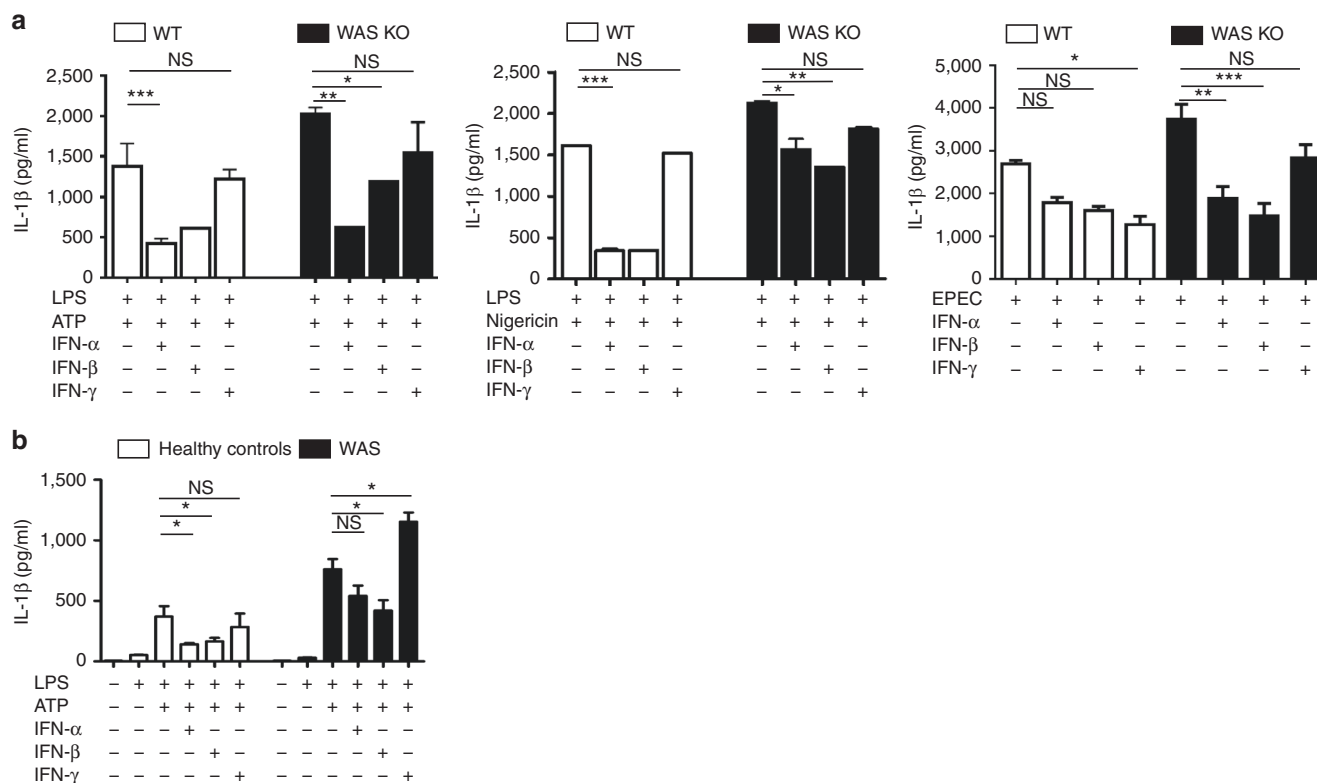 a
WT WAS KO
NS NS
*** ** *
2,500
2,000
1,500
1,000
500
0
IL-1β (pg/ml)
LPS + + + + + + + +
ATP + + + + + + + +
IFN-α – + – – – + – –
IFN-β – – + – – – + –
IFN-γ – – – + – – – +
WT WAS KO
NS NS
*** * **
2,500
2,000
1,500
1,000
500
0
IL-1β (pg/ml)
LPS + + + + + + + +
Nigericin + + + + + + + +
IFN-α – + – – – + – –
IFN-β – – + – – – + –
IFN-γ – – – + – – – +
WT WAS KO
* NS
NS ***
NS **
5,000
4,000
3,000
2,000
1,000
0
IL-1β (pg/ml)
EPEC + + + + + + + +
IFN-α – + – – – + – –
IFN-β – – + – – – + –
IFN-γ – – – + – – – +
b
Healthy controls WAS
NS *
* *
* NS
1,500
1,000
500
0
IL-1β (pg/ml)
LPS – + + + + + – + + + + +
ATP – – + + + + – – + + + +
IFN-α – – – + – – – – – + – –
IFN-β – – – – + – – – – – + –
IFN-γ – – – – – + – – – – – +